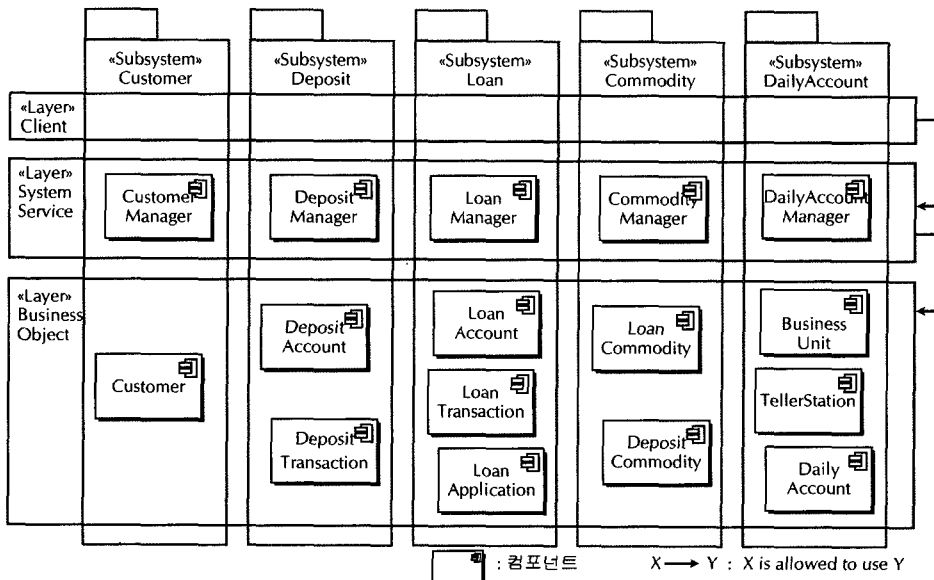 «Subsystem»
Customer
«Subsystem»
Deposit
«Subsystem»
Loan
«Subsystem»
Commodity
«Subsystem»
DailyAccount
«Layer»
Client
«Layer»
System
Service
Customer
Manager
Deposit
Manager
Loan
Manager
Commodity
Manager
DailyAccount
Manager
«Layer»
Business
Object
Customer
Deposit
Account
Deposit
Transaction
Loan
Account
Loan
Transaction
Loan
Application
Loan
Commodity
Deposit
Commodity
Business
Unit
TellerStation
Daily
Account
: 컴포넌트
X → Y : X is allowed to use Y